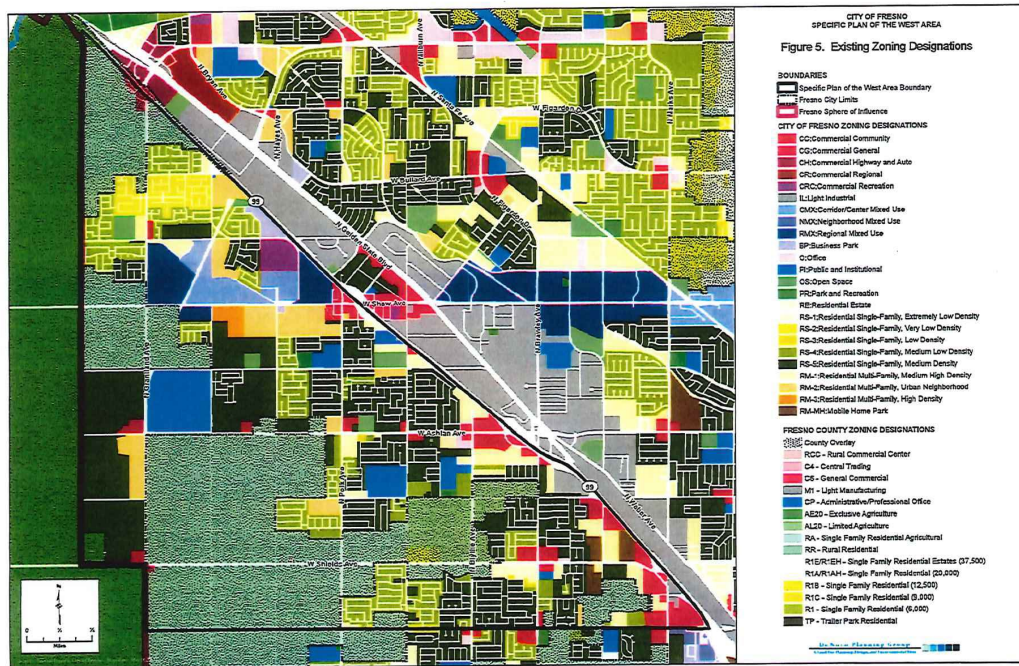 CITY OF FRESNO
SPECIFIC PLAN OF THE WEST AREA
Figure 5. Existing Zoning Designations
BOUNDARIES
Specific Plan of the West Area Boundary
Fresno City Limits
Fresno Sphere of Influence
CITY OF FRESNO ZONING DESIGNATIONS
CC:Commercial Community
CG:Commercial General
CH:Commercial Highway and Auto
CR:Commercial Regional
CRC:Commercial Recreation
IL:Light Industrial
CMX:Corridor/Center Mixed Use
NMX:Neighborhood Mixed Use
RMX:Regional Mixed Use
BP:Business Park
O:Office
PI:Public and Institutional
OS:Open Space
PR:Park and Recreation
RE:Residential Estate
RS-1:Residential Single-Family, Extremely Low Density
RS-2:Residential Single-Family, Very Low Density
RS-3:Residential Single-Family, Low Density
RS-4:Residential Single-Family, Medium Low Density
RS-5:Residential Single-Family, Medium Density
RM-1:Residential Multi-Family, Medium High Density
RM-2:Residential Multi-Family, Urban Neighborhood
RM-3:Residential Multi-Family, High Density
RM-MH:Mobile Home Park
FRESNO COUNTY ZONING DESIGNATIONS
County Overlay
RCC - Rural Commercial Center
C4 - Central Trading
C6 - General Commercial
M1 - Light Manufacturing
CP - Administrative/Professional Office
AE20 - Exclusive Agriculture
AL20 - Limited Agriculture
RA - Single Family Residential Agricultural
RR - Rural Residential
R1E/R1EH - Single Family Residential Estates (37,500)
R1A/R1AH - Single Family Residential (20,000)
R1B - Single Family Residential (12,500)
R1C - Single Family Residential (9,000)
R1 - Single Family Residential (6,000)
TP - Trailer Park Residential
De Novo Planning Group
N Bryan Ave
N Hayes Ave
W Figarden Dr
W Bullard Ave
N Figarden Dr
99
N Golden State Blvd
W Shaw Ave
N Brawley Ave
W Ashlan Ave
99
N Weber Ave
W Shields Ave
N
Miles